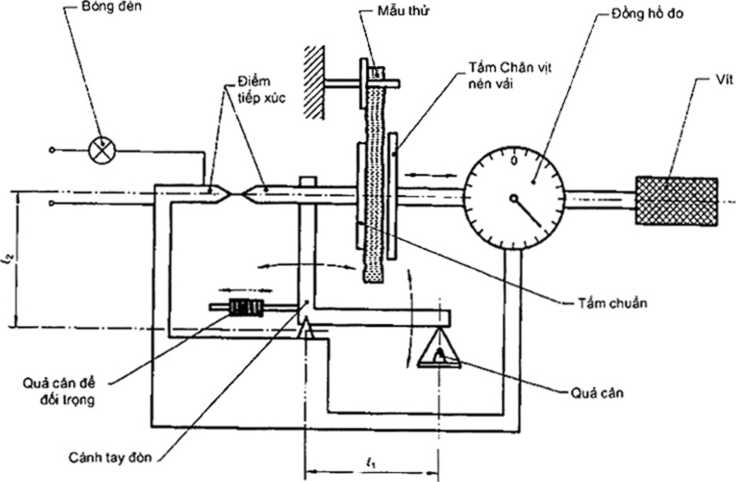 Bóng đèn
Mẫu thử
Đồng hồ đo
Điểm
tiếp xúc
Tấm Chân vịt
nén vải
Vít
0
l2
Tấm chuẩn
Quả cân để
đối trọng
Quả cân
Cánh tay đòn
l1